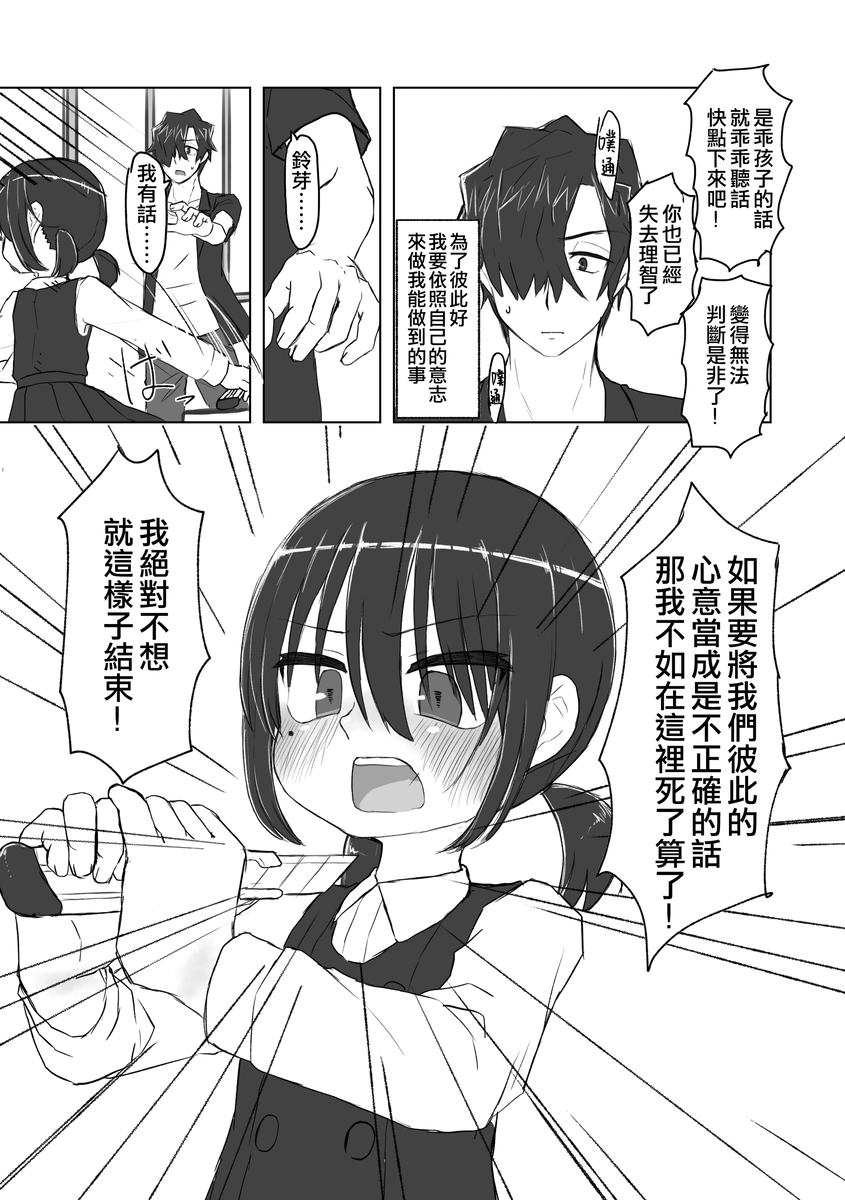 是乖孩子的話
就乖乖聽話
快點下來吧！
變得無法
判斷是非了！
你也已經
失去理智了
噗通
為了彼此好
我要依照自己的意志
來做我能做到的事
噗通
鈴芽……
我有話……
ばっ
如果要將我們彼此的
心意當成是不正確的話
那我不如在這裡死了算了！
我絕對不想
就這樣子結束！